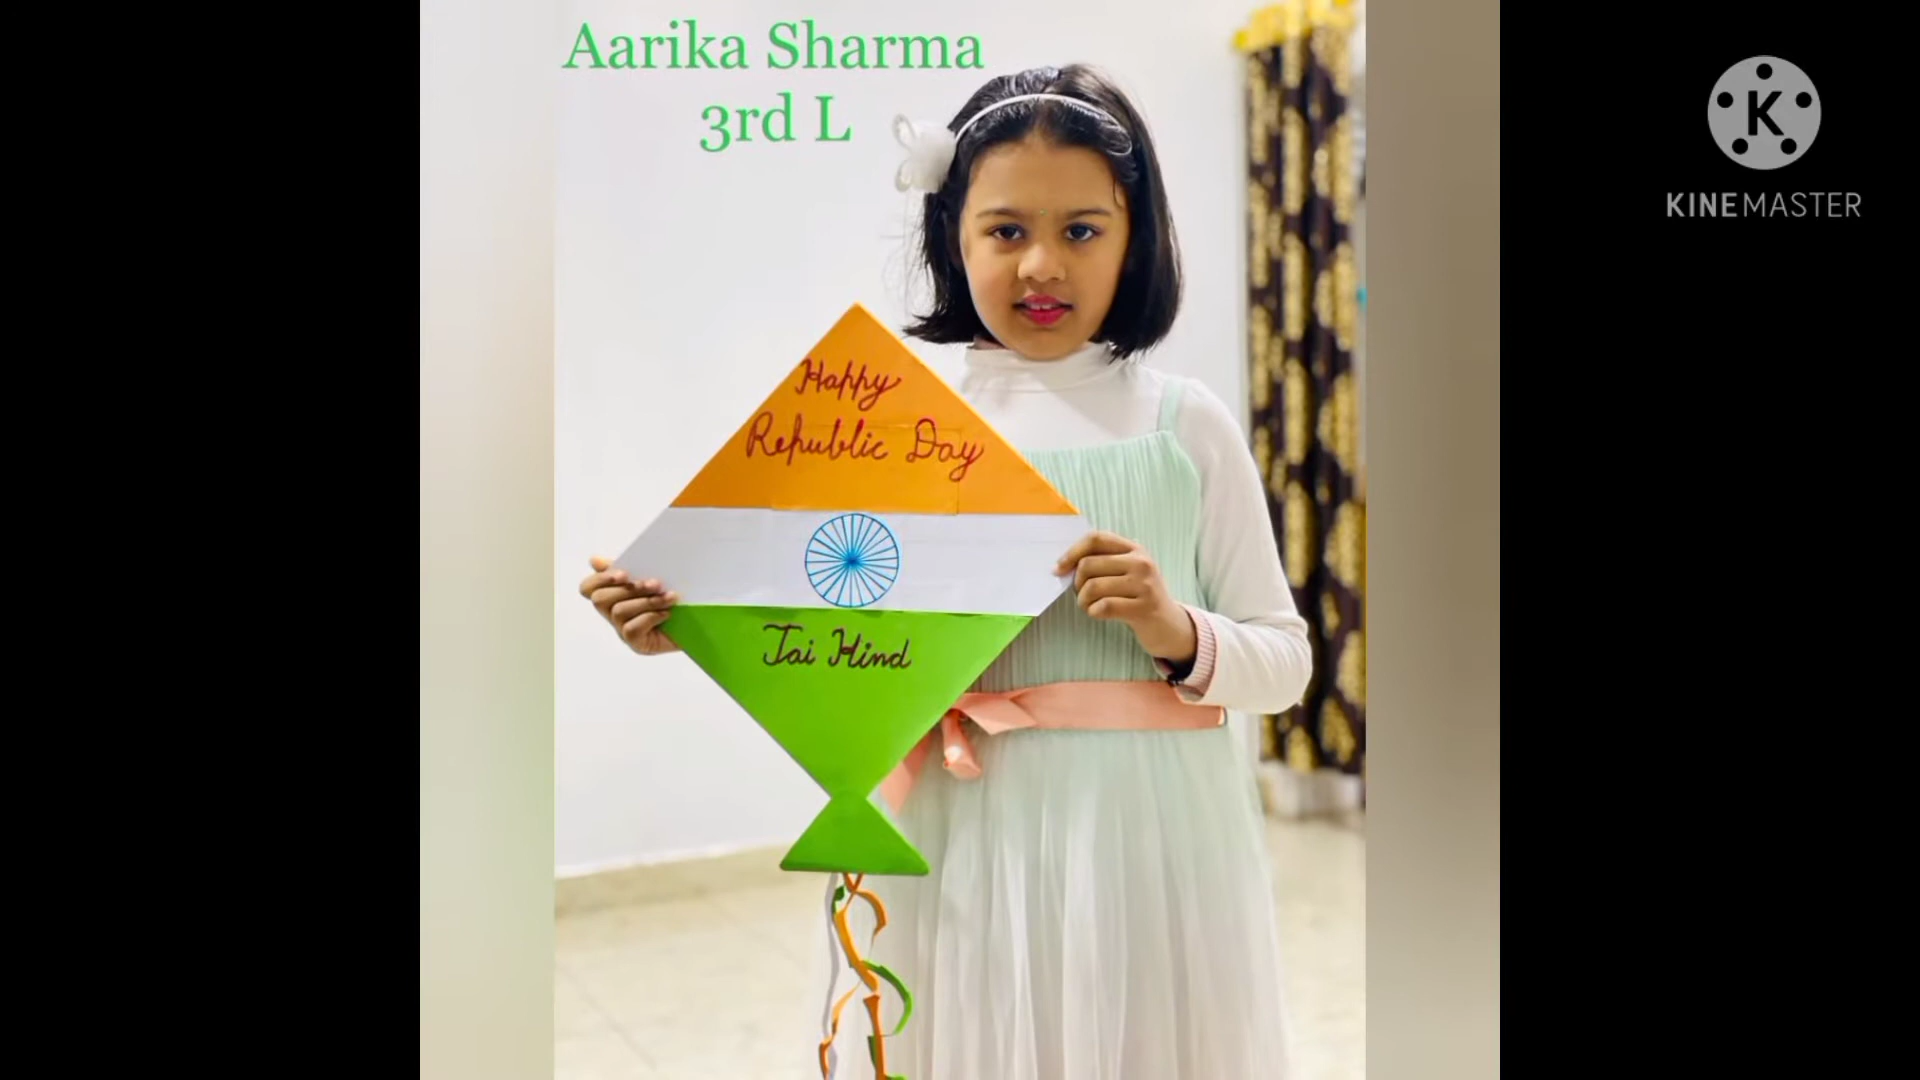 Aarika Sharma
3rd L
Happy
Republic Day
Jai Hind
KINEMASTER